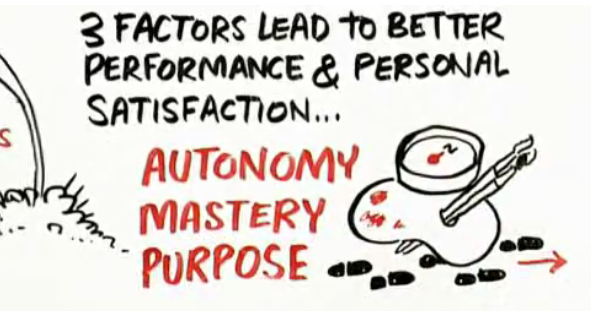 3 FACTORS LEAD TO BETTER
PERFORMANCE & PERSONAL
SATISFACTION...
AUTONOMY
MASTERY
PURPOSE